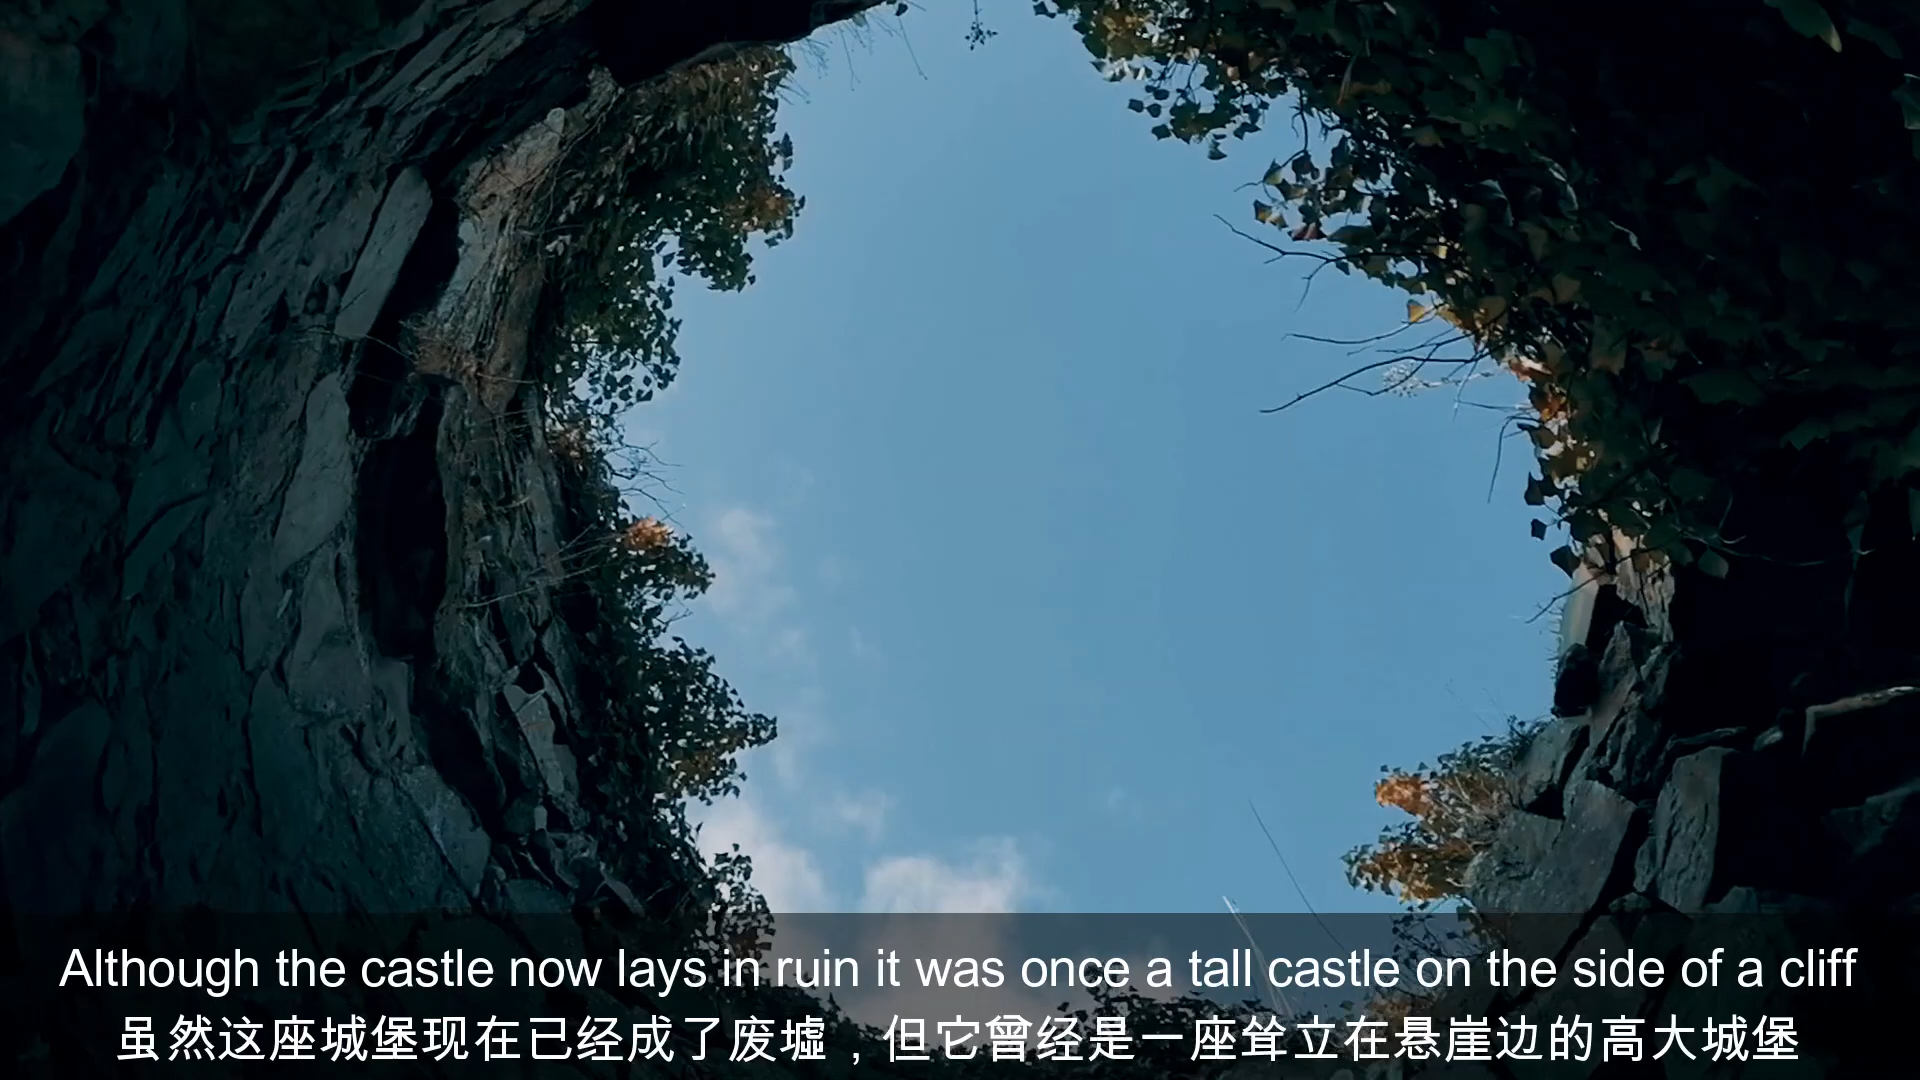 Although the castle now lays in ruin it was once a tall castle on the side of a cliff
虽然这座城堡现在已经成了废墟，但它曾经是一座耸立在悬崖边的高大城堡